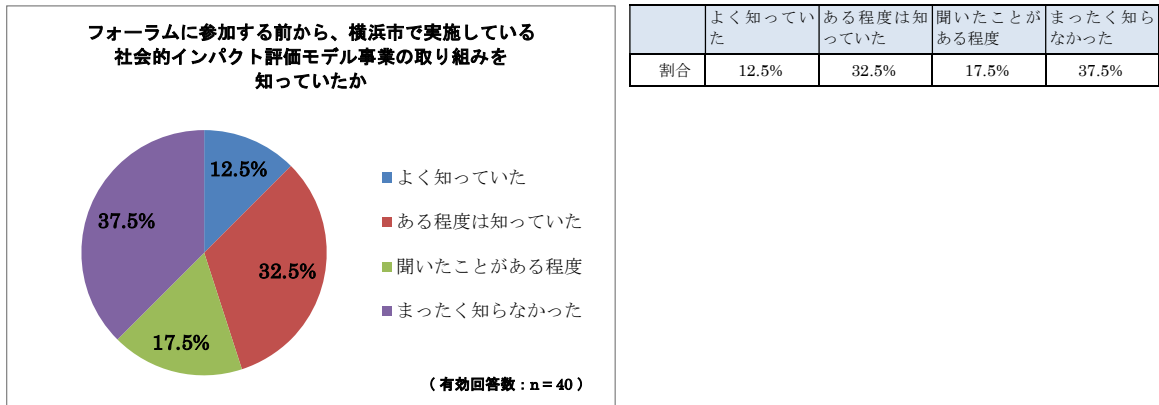 フォーラムに参加する前から、横浜市で実施している
社会的インパクト評価モデル事業の取り組みを
知っていたか
12.5%
32.5%
17.5%
37.5%
よく知っていた
ある程度は知っていた
聞いたことがある程度
まったく知らなかった
（有効回答数：n＝40）
よく知ってい ある程度は知 聞いたことが まったく知ら
た っていた ある程度 なかった
割合 12.5% 32.5% 17.5% 37.5%